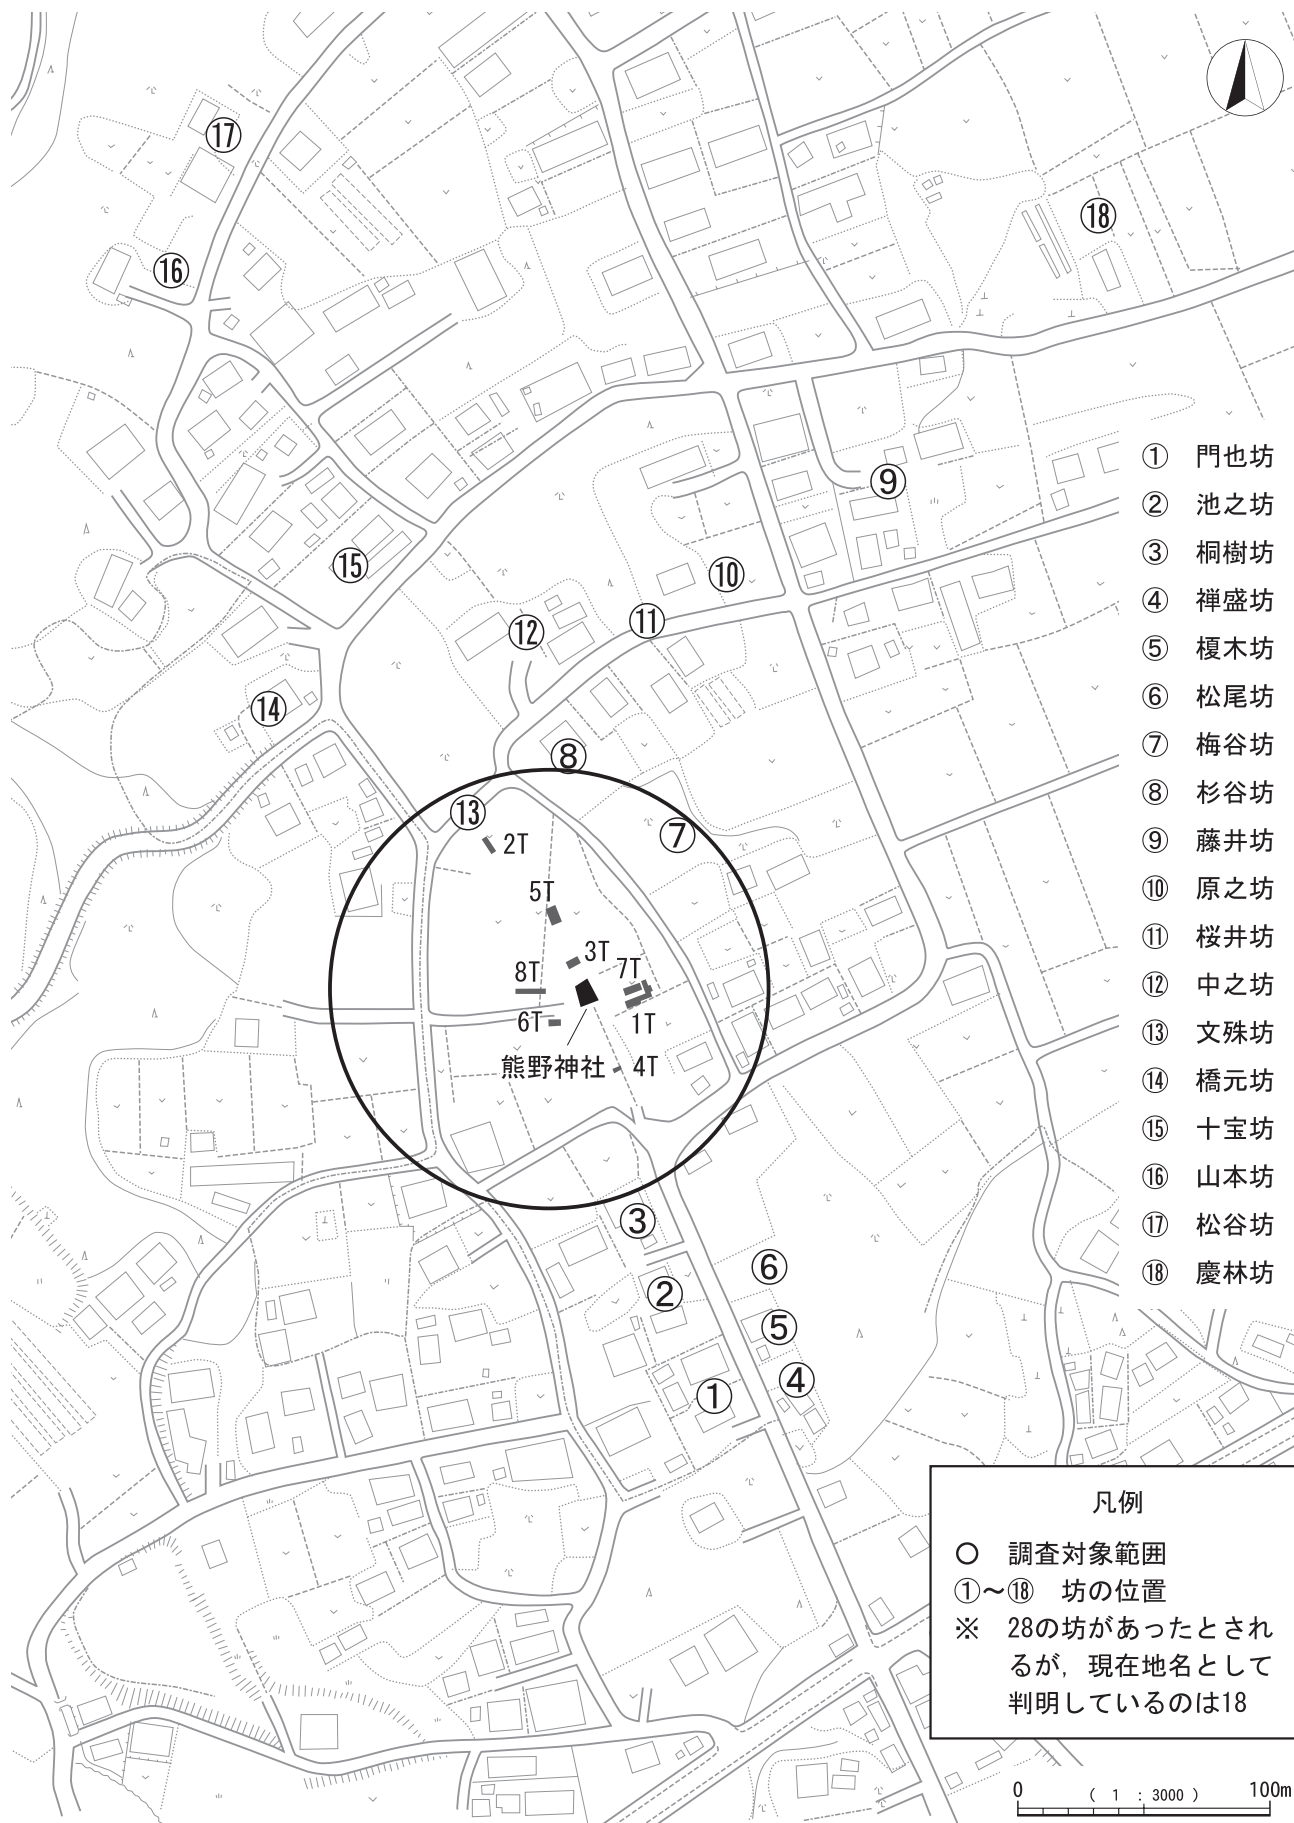 ⑰
⑱
⑯
⑨
⑮
⑩
⑪
⑫
⑭
⑧
⑬
⑦
2T
5T
3T
8T
7T
6T
1T
熊野神社
4T
③
⑥
②
⑤
④
①
① 門也坊
② 池之坊
③ 桐樹坊
④ 禅盛坊
⑤ 榎木坊
⑥ 松尾坊
⑦ 梅谷坊
⑧ 杉谷坊
⑨ 藤井坊
⑩ 原之坊
⑪ 桜井坊
⑫ 中之坊
⑬ 文殊坊
⑭ 橋元坊
⑮ 十宝坊
⑯ 山本坊
⑰ 松谷坊
⑱ 慶林坊
凡例
○ 調査対象範囲
①～⑱ 坊の位置
※ 28の坊があったとされ
るが，現在地名として
判明しているのは18
0 ( 1 : 3000 ) 100m